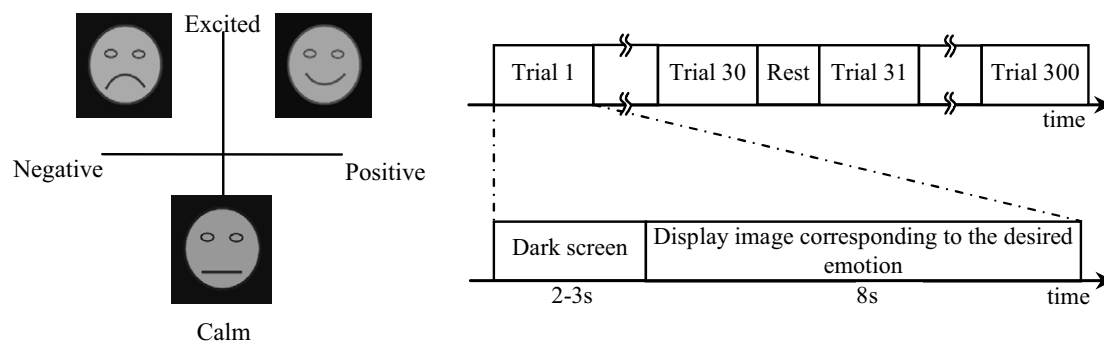 Excited
Negative
Positive
Calm
Trial 1
Trial 30
Rest
Trial 31
Trial 300
time
Dark screen
Display image corresponding to the desired
emotion
2-3s
8s
time